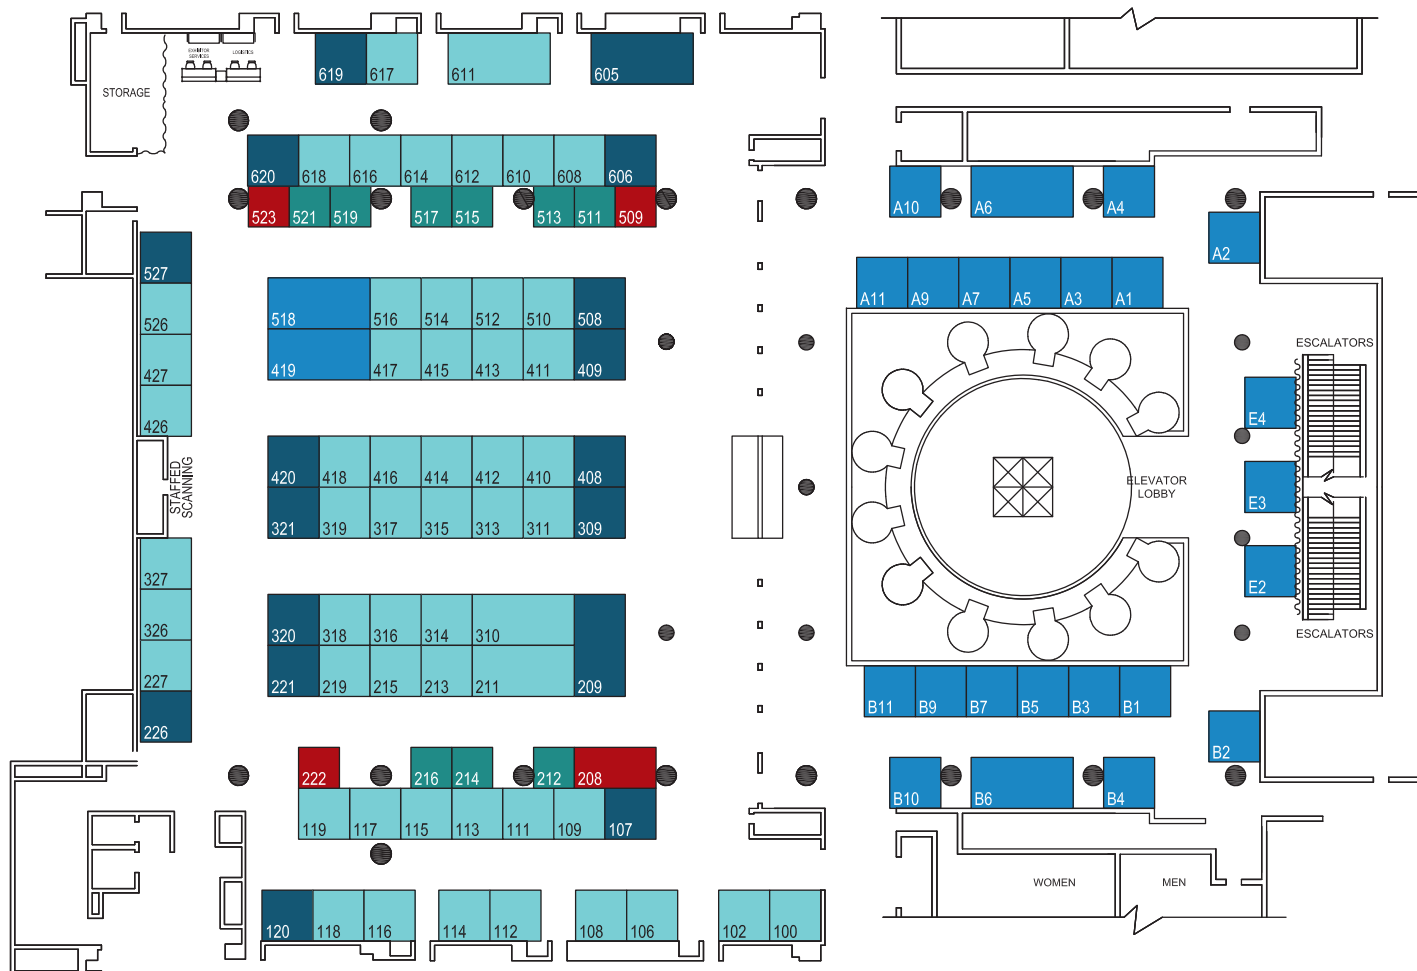 EXHIBITOR
SERVICES
LOGISTICS
STORAGE
619 617 611 605
620 618 616 614 612 610 608 606
523 521 519 517 515 513 511 509
A10 A6 A4
A2
527
526
427
426
518 516 514 512 510 508
419 417 415 413 411 409
A11 A9 A7 A5 A3 A1
ESCALATORS
E4
E3
E2
ESCALATORS
STAFFED
SCANNING
420 418 416 414 412 410 408
321 319 317 315 313 311 309
ELEVATOR
LOBBY
327
326
227
226
320 318 316 314 310
221 219 215 213 211 209
B11 B9 B7 B5 B3 B1
B2
222 216 214 212 208
119 117 115 113 111 109 107
B10 B6 B4
WOMEN MEN
120 118 116 114 112 108 106 102 100